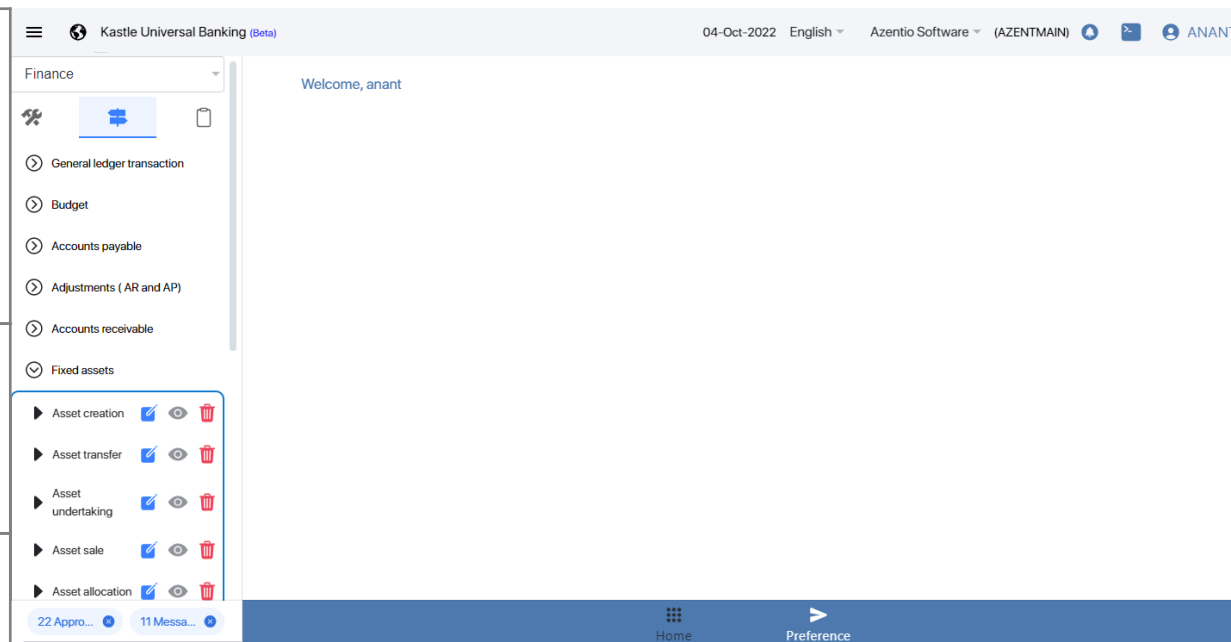 Kastle Universal Banking (Beta)
04-Oct-2022 English Azentio Software (AZENTMAIN) ANANT
Finance
Welcome, anant
General ledger transaction
Budget
Accounts payable
Adjustments ( AR and AP)
Accounts receivable
Fixed assets
Asset creation
Asset transfer
Asset
undertaking
Asset sale
Asset allocation
22 Appro...
11 Messa...
Home
Preference